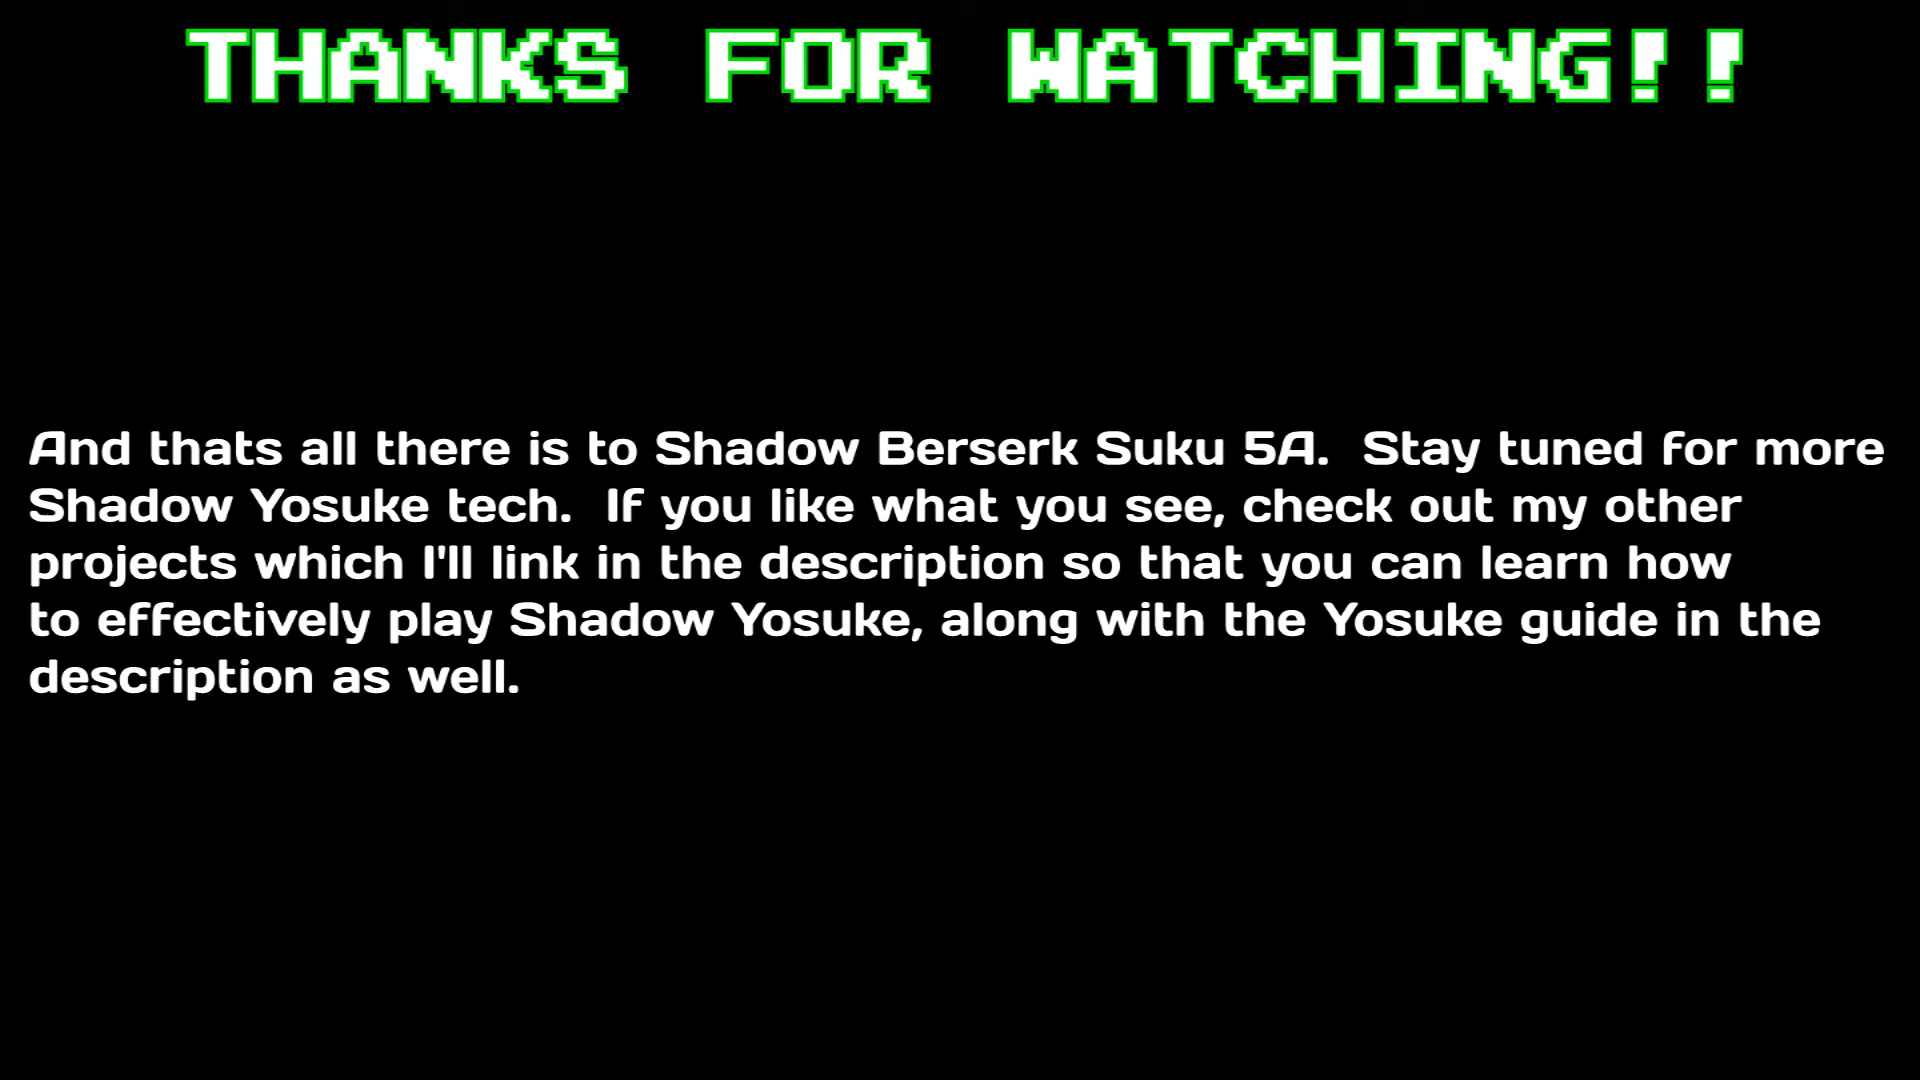 THANKS FOR WATCHING!!
And thats all there is to Shadow Berserk Suku 5A.  Stay tuned for more
Shadow Yosuke tech.  If you like what you see, check out my other
projects which I'll link in the description so that you can learn how
to effectively play Shadow Yosuke, along with the Yosuke guide in the
description as well.